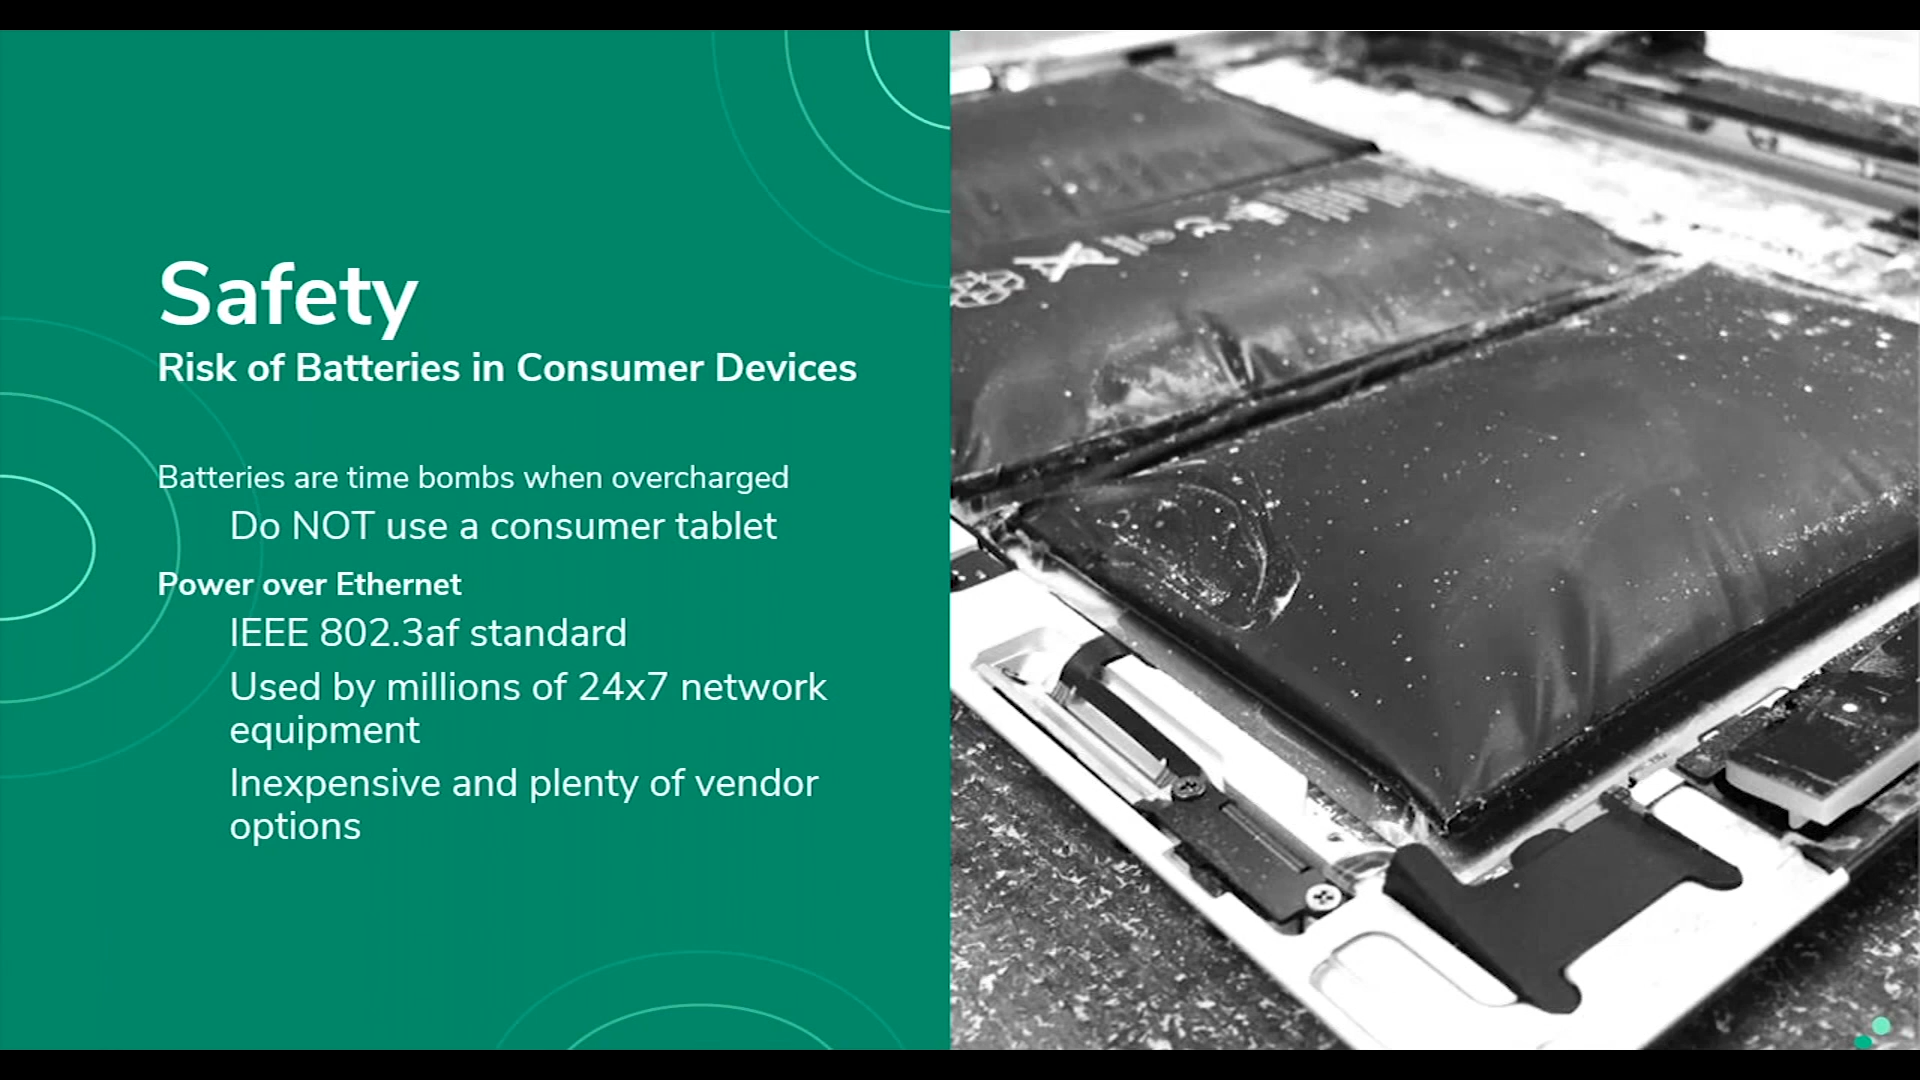 Safety
Risk of Batteries in Consumer Devices
Batteries are time bombs when overcharged
Do NOT use a consumer tablet
Power over Ethernet
IEEE 802.3af standard
Used by millions of 24x7 network
equipment
Inexpensive and plenty of vendor
options